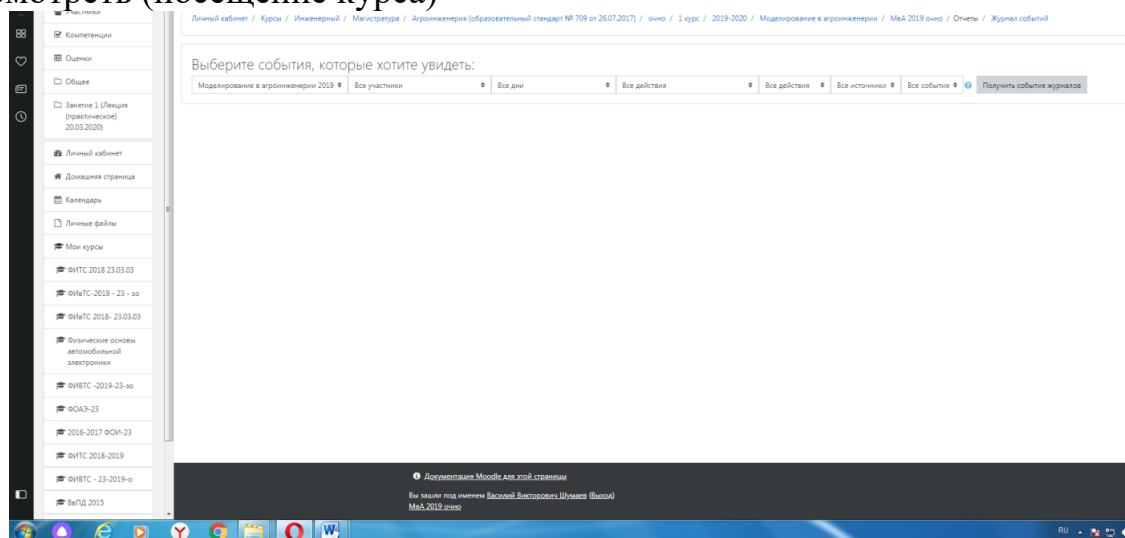 смотреть (посещение курса)
Участники
Компетенции
Оценки
Общее
Занятие 1 (Лекция
(практическое)
20.03.2020)
Личный кабинет
Домашняя страница
Календарь
Личные файлы
Мои курсы
ФИТС 2018 23.03.03
ФИвТС-2019 - 23 - зо
ФИвТС 2018- 23.03.03
Физические основы
автомобильной
электроники
ФИВТС -2019-23-зо
ФОАЭ-23
2016-2017 ФОИ-23
ФИТС 2018-2019
ФИВТС - 23-2019-о
ВвПД 2015
Личный кабинет / Курсы / Инженерный / Магистратура / Агроинженерия (образовательный стандарт № 709 от 26.07.2017) / очно / 1 курс / 2019-2020 / Моделирование в агроинженерии / МвА 2019 очно / Отчеты / Журнал событий
Выберите события, которые хотите увидеть:
Моделирование в агроинженерии 2019 Все участники Все дни Все действия Все действия Все источники Все события Получить события журналов
Документация Moodle для этой страницы
Вы зашли под именем Василий Викторович Шумаев (Выход)
МвА 2019 очно
RU